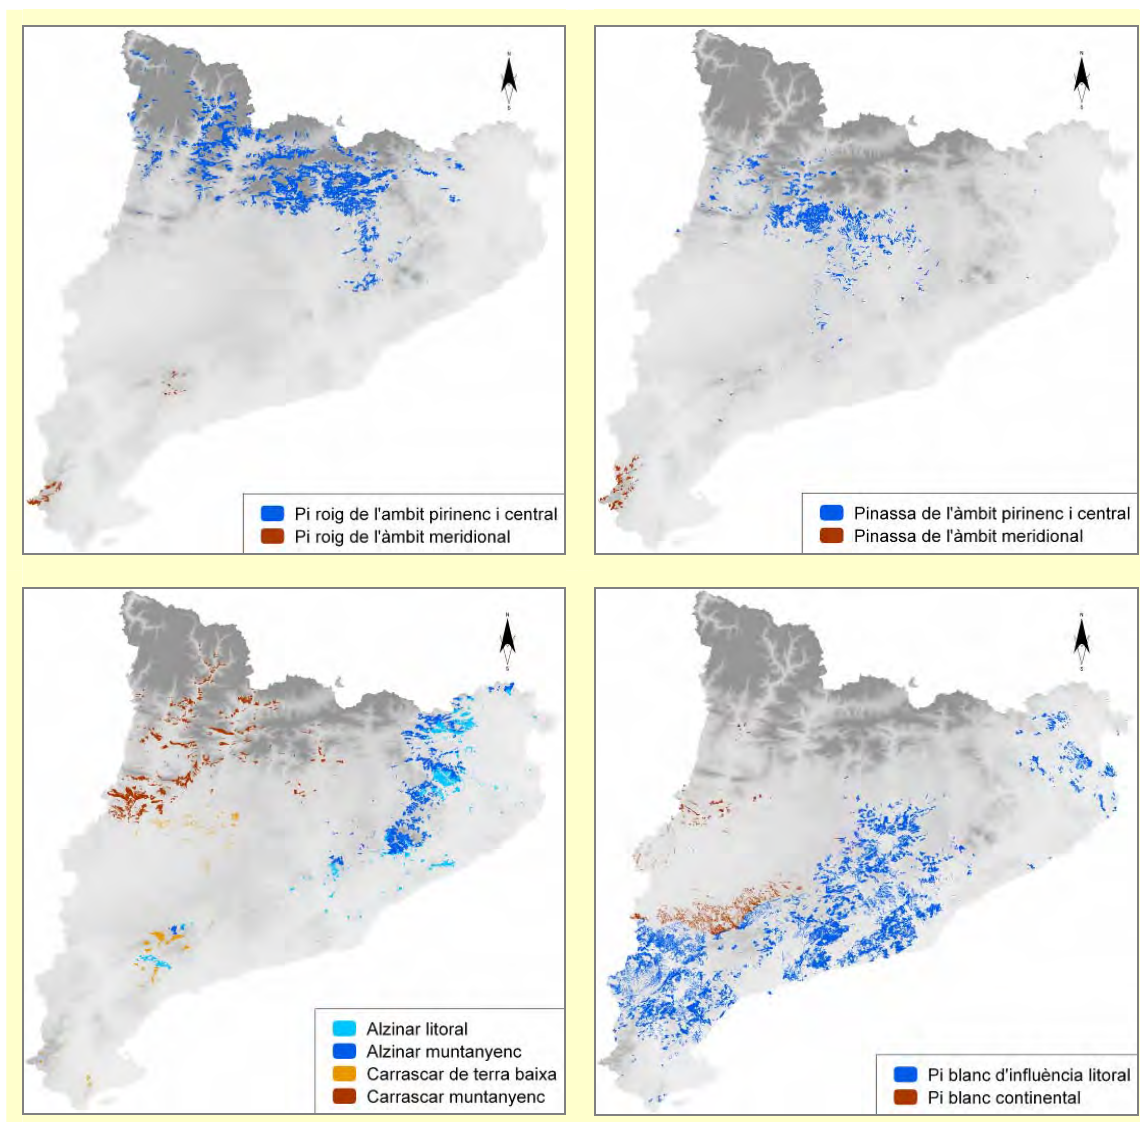 N
S
Pi roig de l'ambit pirinenc i central
Pi roig de l'àmbit meridional
N
S
Pinassa de l'àmbit pirinenc i central
Pinassa de l'àmbit meridional
N
S
Alzinar litoral
Alzinar muntanyenc
Carrascar de terra baixa
Carrascar muntanyenc
N
S
Pi blanc d'influència litoral
Pi blanc continental